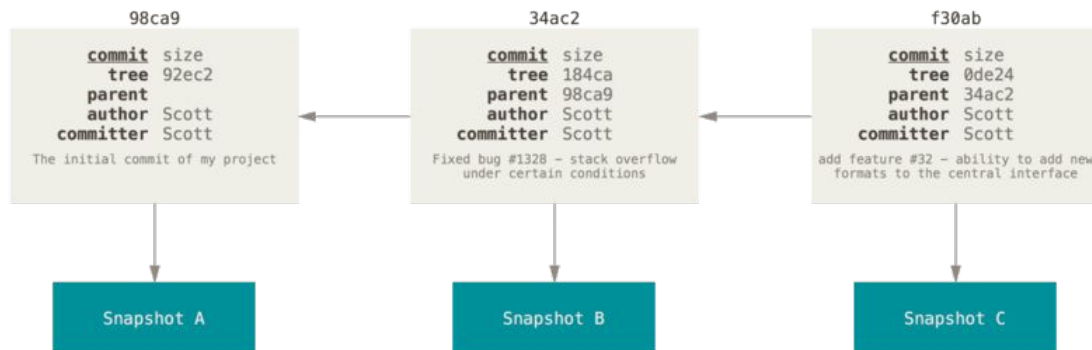 98ca9
commit size
tree 92ec2
parent
author Scott
committer Scott
The initial commit of my project
Snapshot A
34ac2
commit size
tree 184ca
parent 98ca9
author Scott
committer Scott
Fixed bug #1328 – stack overflow
under certain conditions
Snapshot B
f30ab
commit size
tree 0de24
parent 34ac2
author Scott
committer Scott
add feature #32 – ability to add new
formats to the central interface
Snapshot C